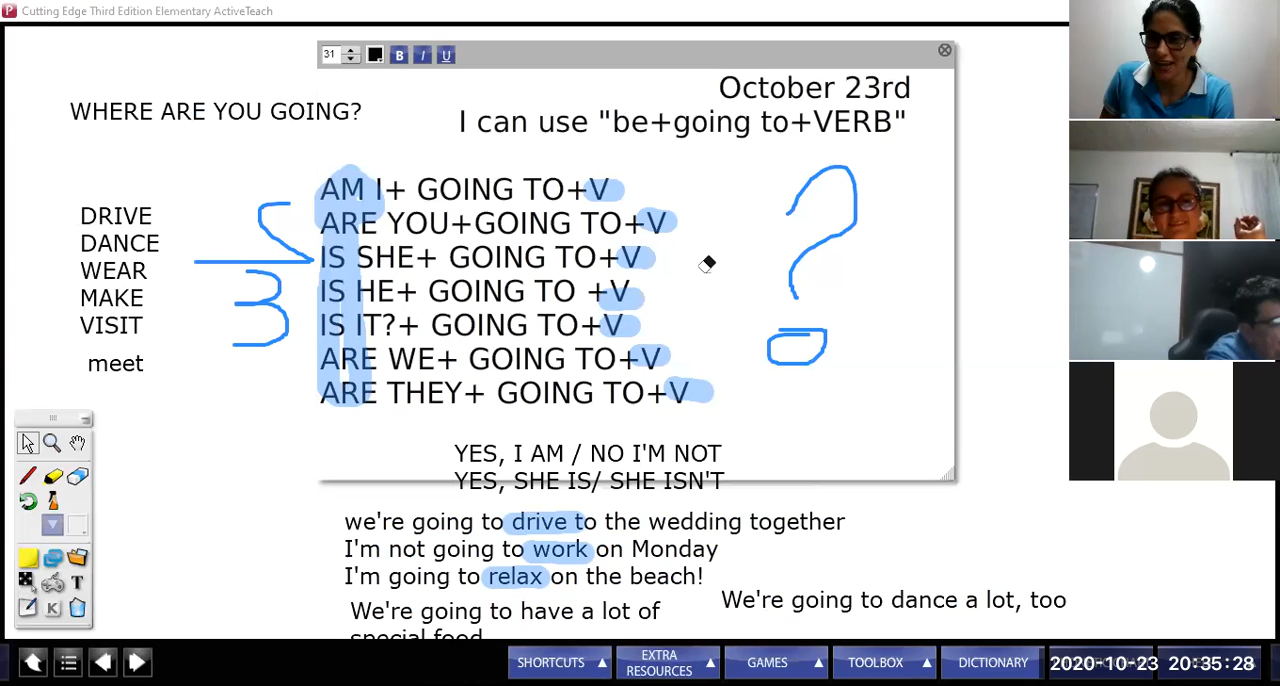 Cutting Edge Third Edition Elementary ActiveTeach
31 B I U
October 23rd
WHERE ARE YOU GOING?
I can use "be+going to+VERB"
AM I+ GOING TO+V
ARE YOU+GOING TO+V
IS SHE+ GOING TO+V
IS HE+ GOING TO +V
IS IT?+ GOING TO+V
ARE WE+ GOING TO+V
ARE THEY+ GOING TO+V
?
DRIVE
DANCE
WEAR
MAKE
VISIT
meet
YES, I AM / NO I'M NOT
YES, SHE IS/ SHE ISN'T
we're going to drive to the wedding together
I'm not going to work on Monday
I'm going to relax on the beach!
We're going to have a lot of
special food
We're going to dance a lot, too
T
K
SHORTCUTS
EXTRA
RESOURCES
GAMES
TOOLBOX
DICTIONARY
2020-10-23 20:35:28